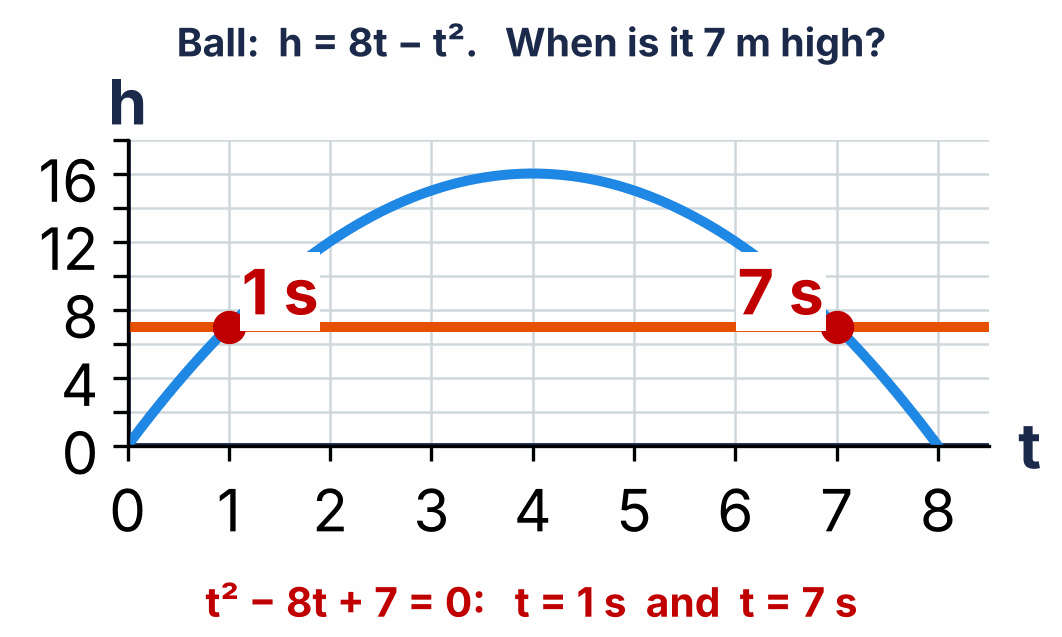 Ball: h = 8t − t². When is it 7 m high?
h
16
12
8
4
0
1 s
7 s
t
0 1 2 3 4 5 6 7 8
t² − 8t + 7 = 0: t = 1 s and t = 7 s